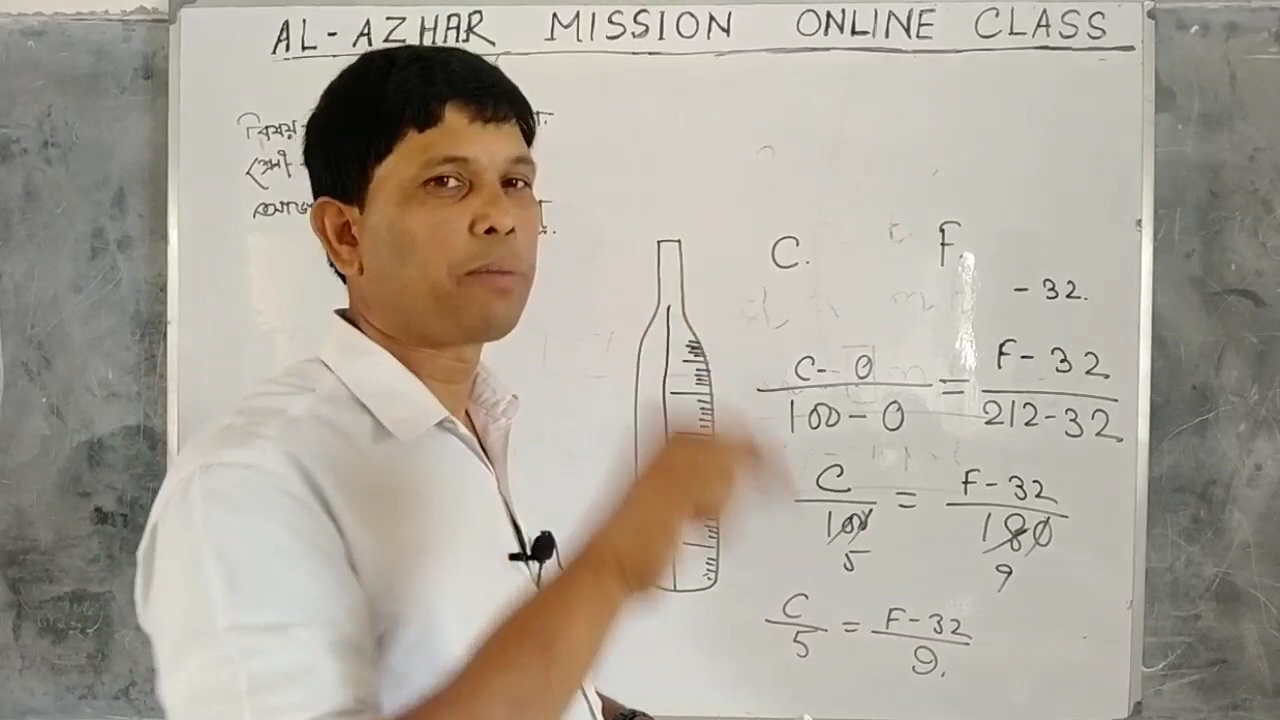 AL-AZHAR MISSION ONLINE CLASS
বিষয়
শ্রেণী -
C. F.
- 32.
C - 0 / 100 - 0 = F - 32 / 212 - 32
C / 100 = F - 32 / 180
5 9
C / 5 = F - 32 / 9.